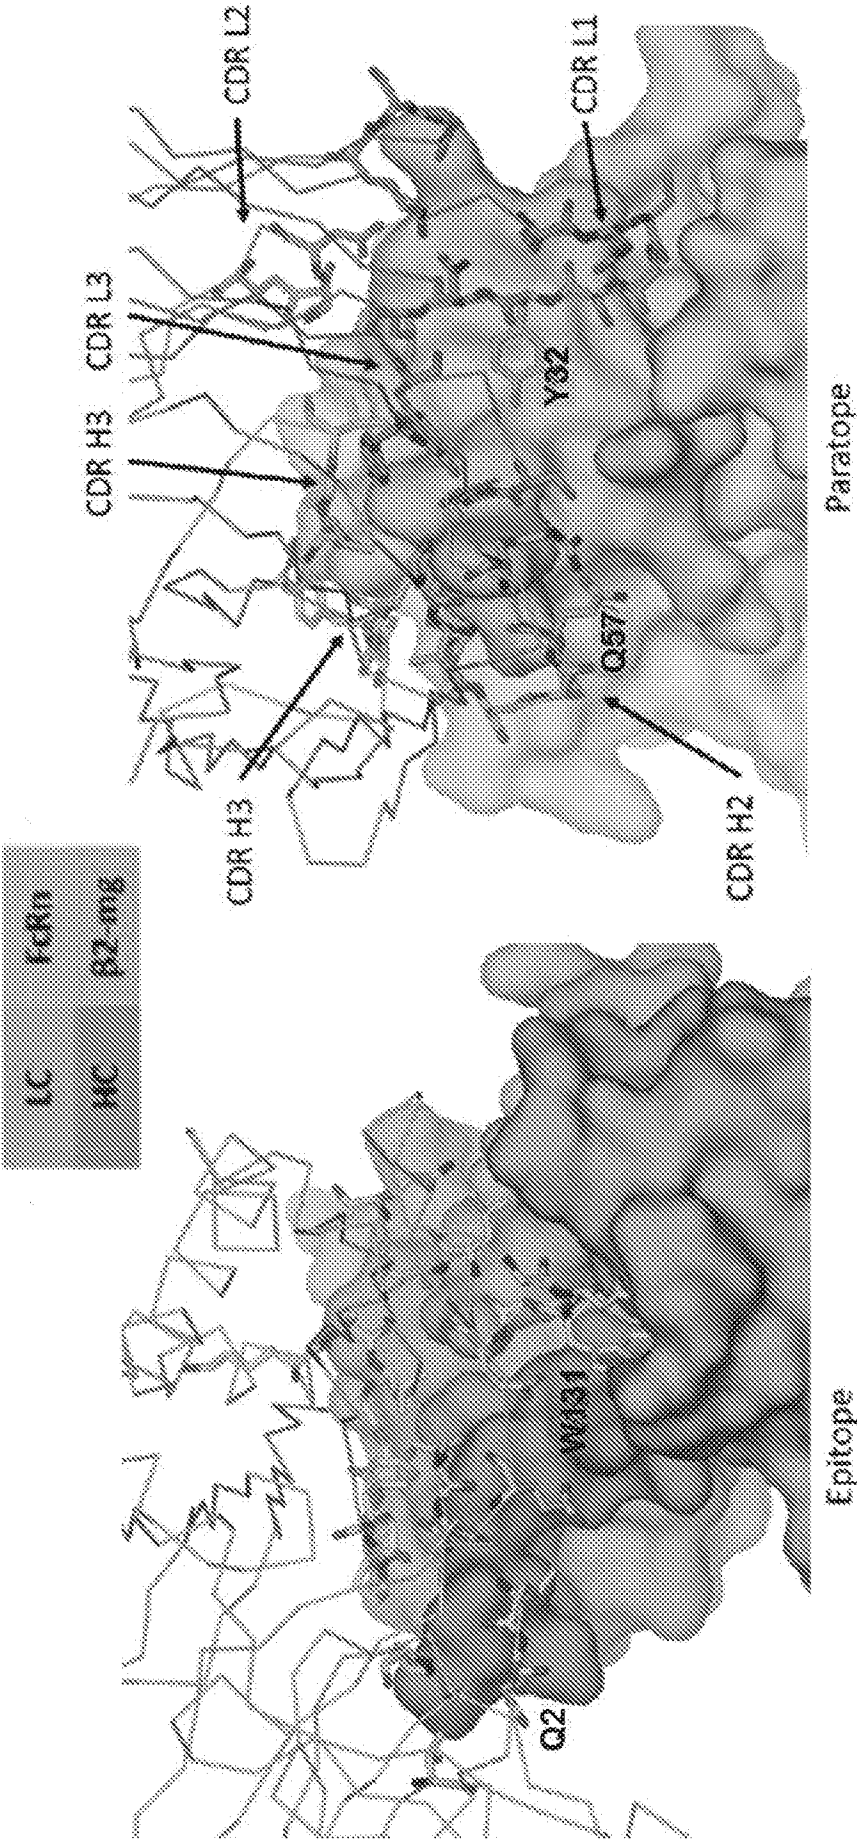 LC FcRn
HC β2-mg
Q2
W131
Epitope
CDR H3
CDR H2
Q57
CDR H3
CDR L3
Y32
CDR L2
CDR L1
Paratope